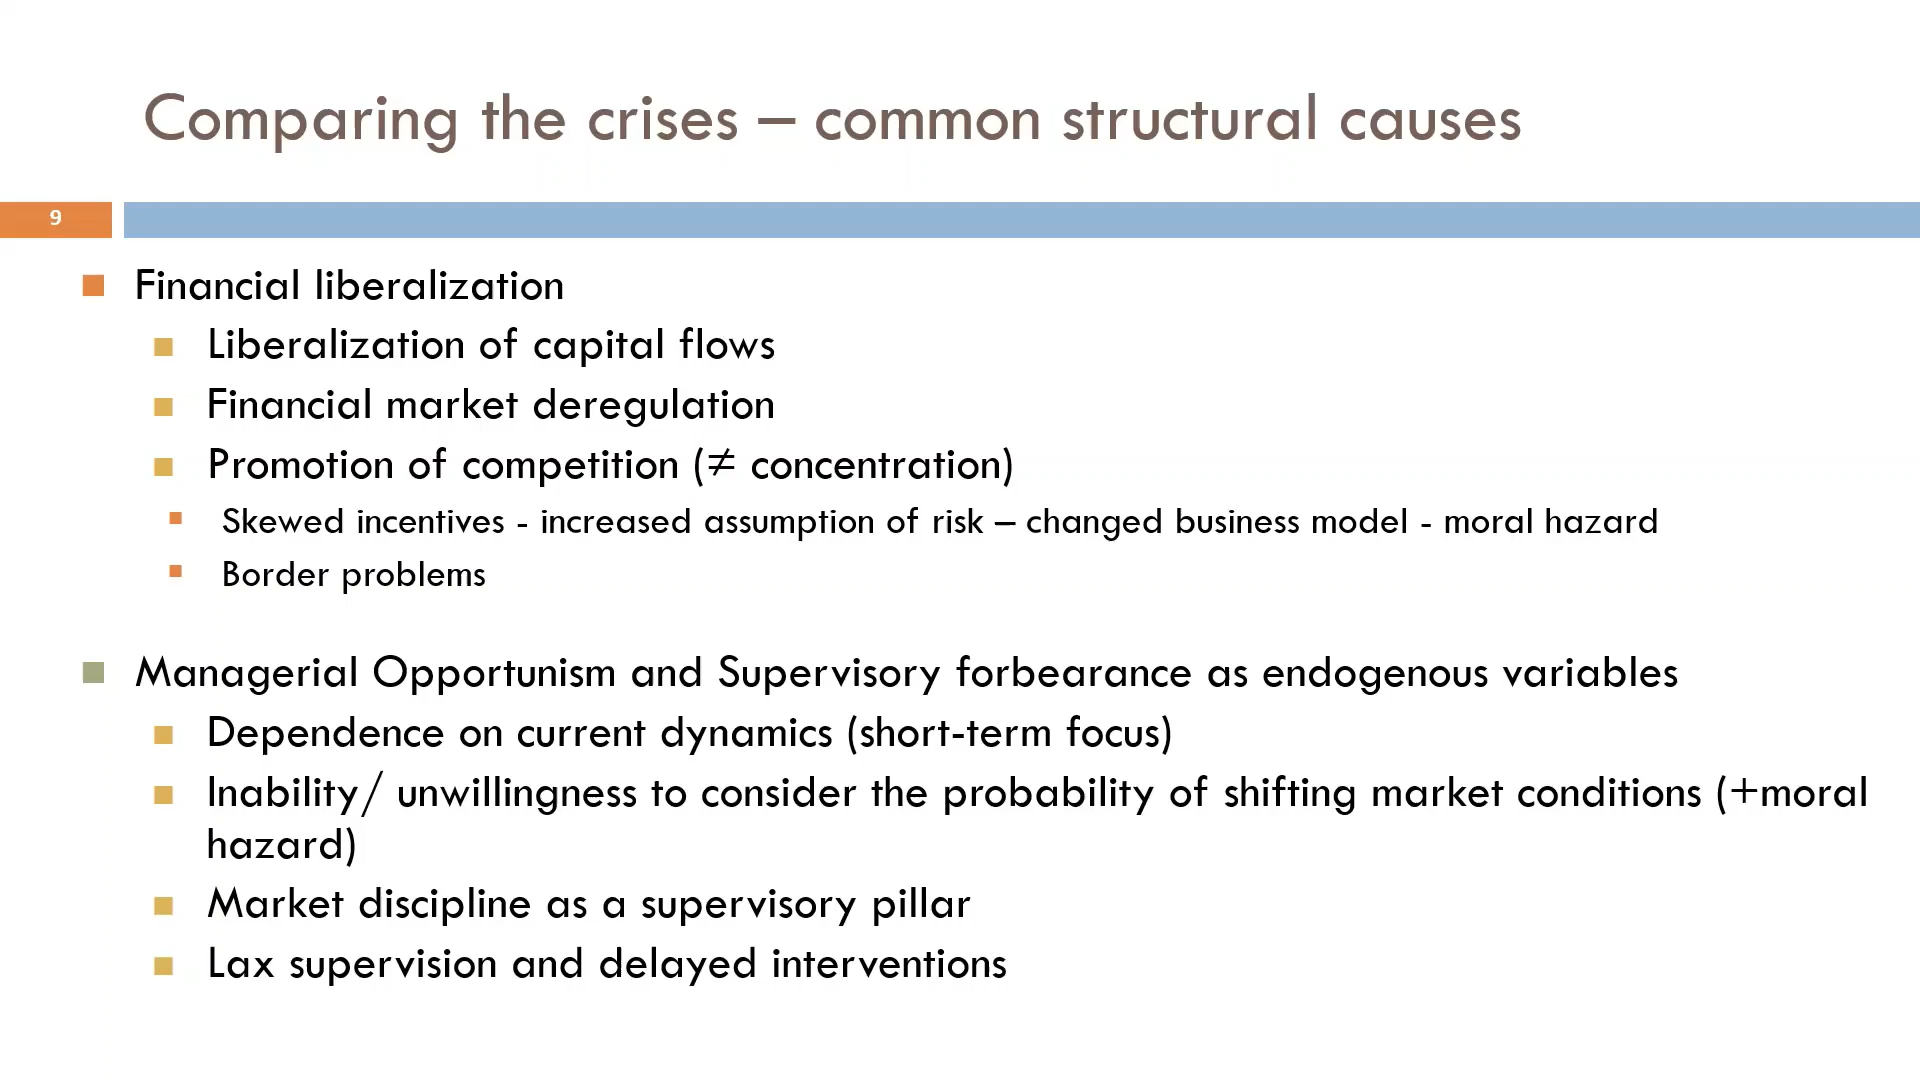 Comparing the crises – common structural causes
9
Financial liberalization
Liberalization of capital flows
Financial market deregulation
Promotion of competition (≠ concentration)
Skewed incentives - increased assumption of risk – changed business model - moral hazard
Border problems
Managerial Opportunism and Supervisory forbearance as endogenous variables
Dependence on current dynamics (short-term focus)
Inability/ unwillingness to consider the probability of shifting market conditions (+moral
hazard)
Market discipline as a supervisory pillar
Lax supervision and delayed interventions